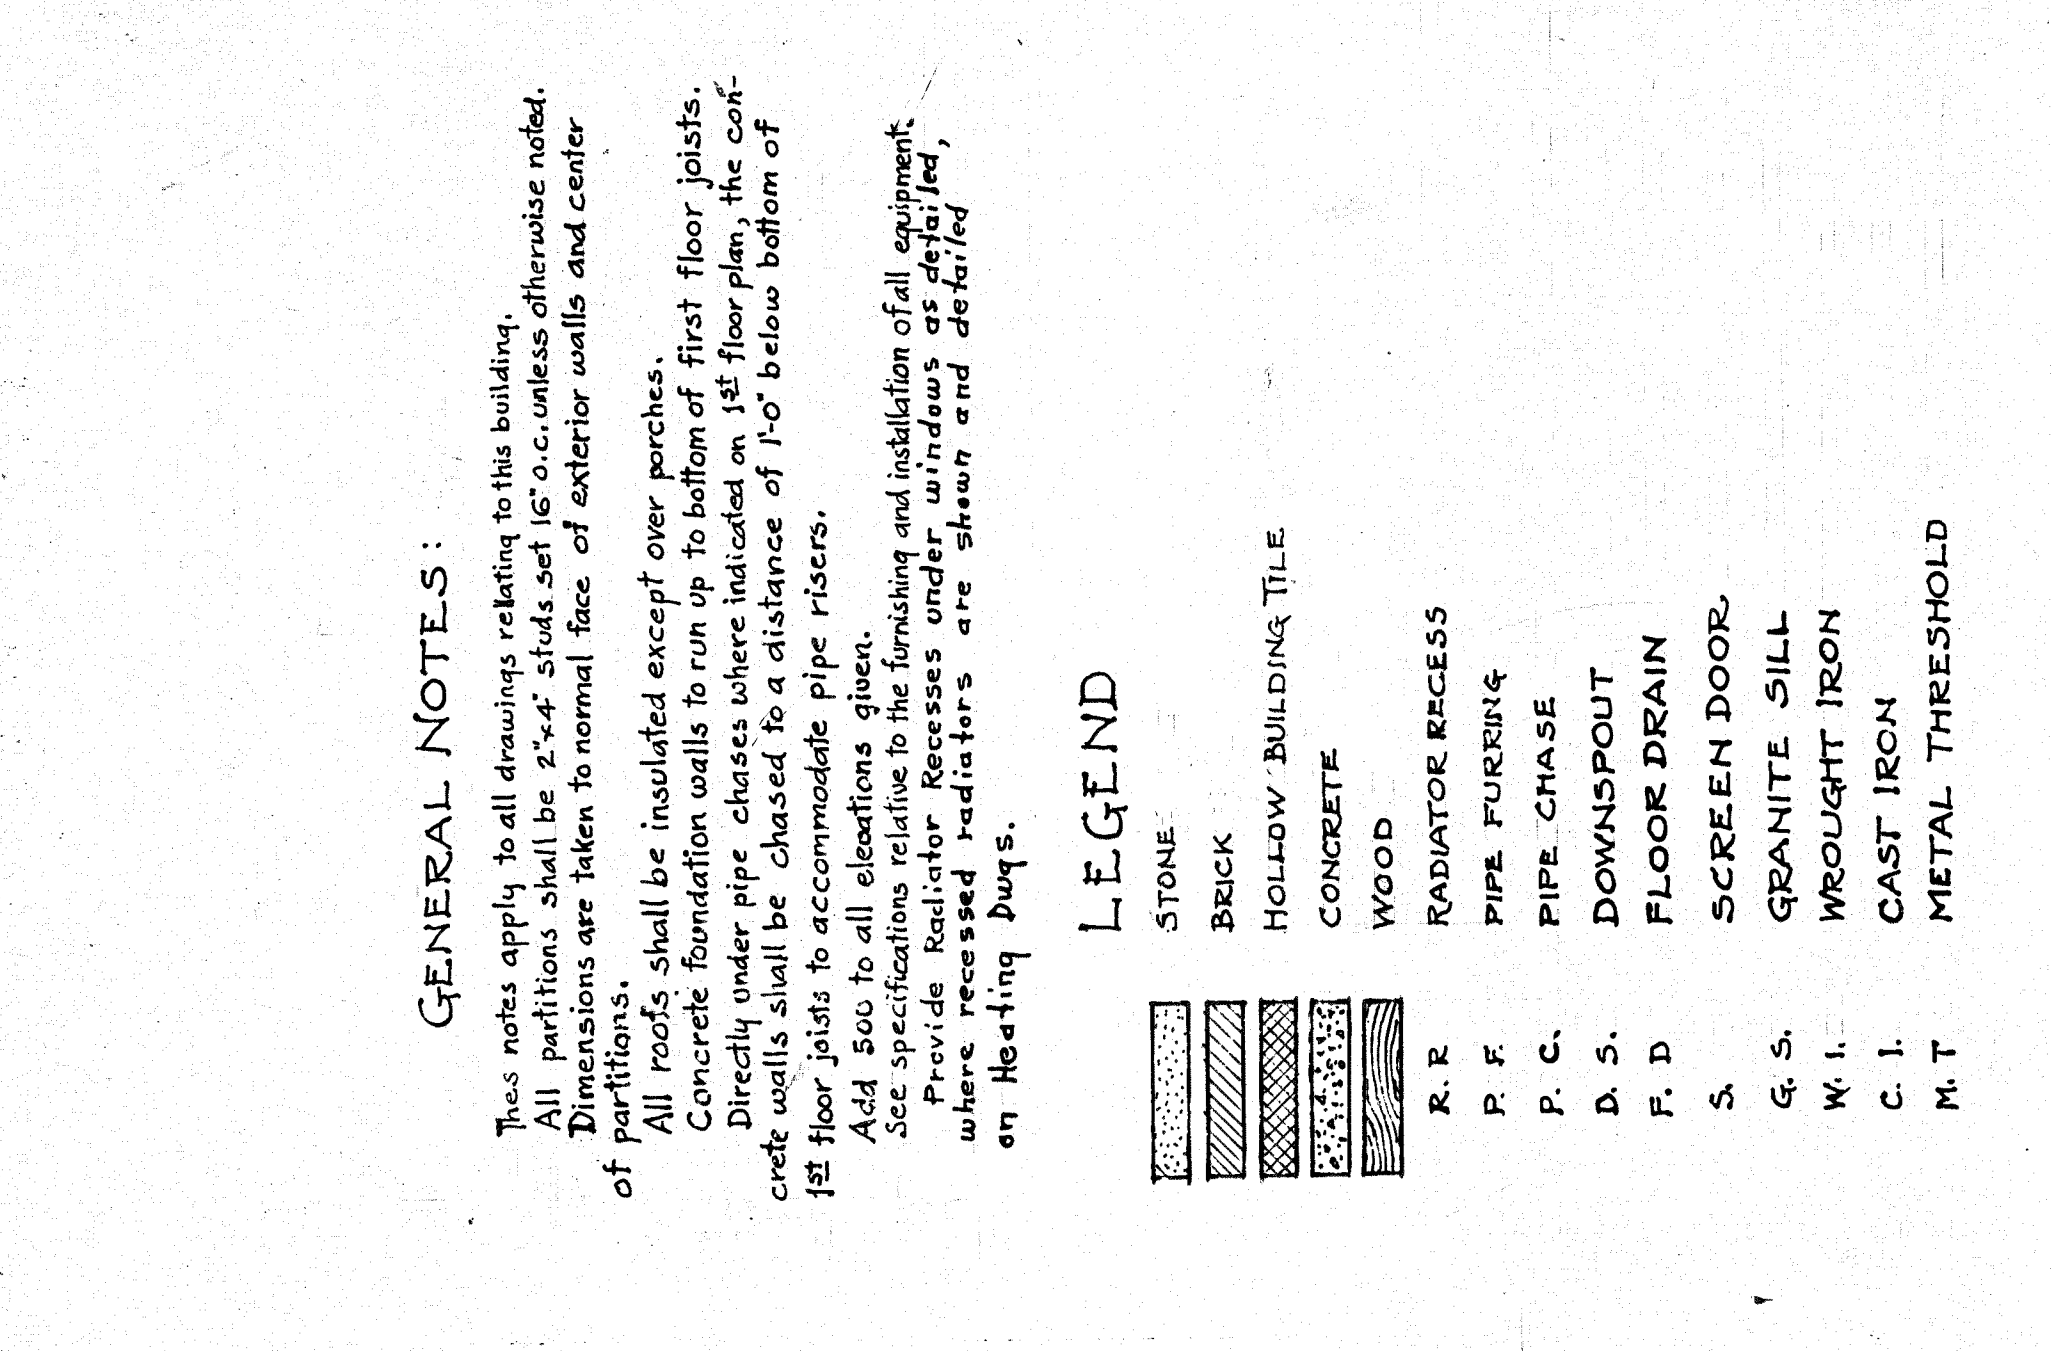 GENERAL NOTES:
Thes notes apply to all drawings relating to this building.
All partitions shall be 2"x4" studs set 16" o.c. unless otherwise noted.
Dimensions are taken to normal face of exterior walls and center
of partitions.
All roofs shall be insulated except over porches.
Concrete foundation walls to run up to bottom of first floor joists.
Directly under pipe chases where indicated on 1st floor plan, the con-
crete walls shall be chased to a distance of 1'-0" below bottom of
1st floor joists to accommodate pipe risers.
Add 500 to all elevations given.
See specifications relative to the furnishing and installation of all equipment.
Provide Radiator Recesses under windows as detailed,
where recessed radiators are shown and detailed
on Heating Dwgs.
LEGEND
STONE
BRICK
HOLLOW BUILDING TILE
CONCRETE
WOOD
R. R RADIATOR RECESS
P. F. PIPE FURRING
P. C. PIPE CHASE
D. S. DOWNSPOUT
F. D FLOOR DRAIN
S. SCREEN DOOR
G. S. GRANITE SILL
W. I. WROUGHT IRON
C. I. CAST IRON
M. T METAL THRESHOLD